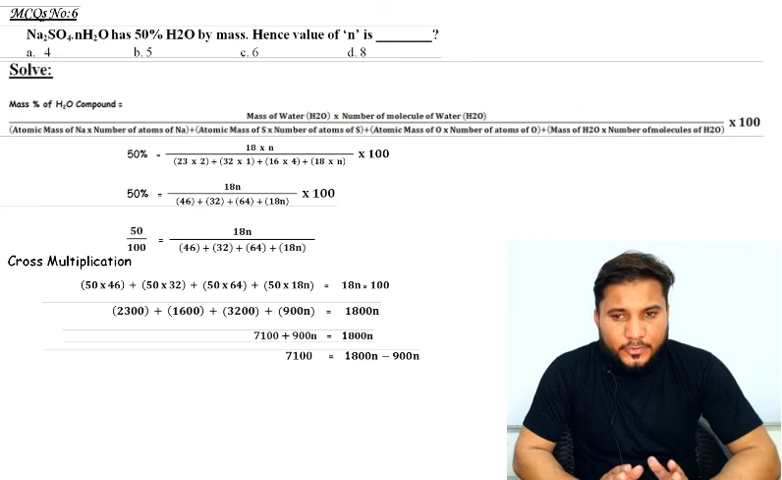 MCQs No:6
Na₂SO₄.nH₂O has 50% H2O by mass. Hence value of ‘n’ is ________?
a. 4 b. 5 c. 6 d. 8
Solve:
Mass % of H₂O Compound =
Mass of Water (H2O) x Number of molecule of Water (H2O)
(Atomic Mass of Na x Number of atoms of Na)+(Atomic Mass of S x Number of atoms of S)+(Atomic Mass of O x Number of atoms of O)+(Mass of H2O x Number ofmolecules of H2O)
x 100
50% = 18 x n / (23 x 2) + (32 x 1) + (16 x 4) + (18 x n) x 100
50% = 18n / (46) + (32) + (64) + (18n) x 100
50 / 100 = 18n / (46) + (32) + (64) + (18n)
Cross Multiplication
(50 x 46) + (50 x 32) + (50 x 64) + (50 x 18n) = 18n x 100
(2300) + (1600) + (3200) + (900n) = 1800n
7100 + 900n = 1800n
7100 = 1800n − 900n